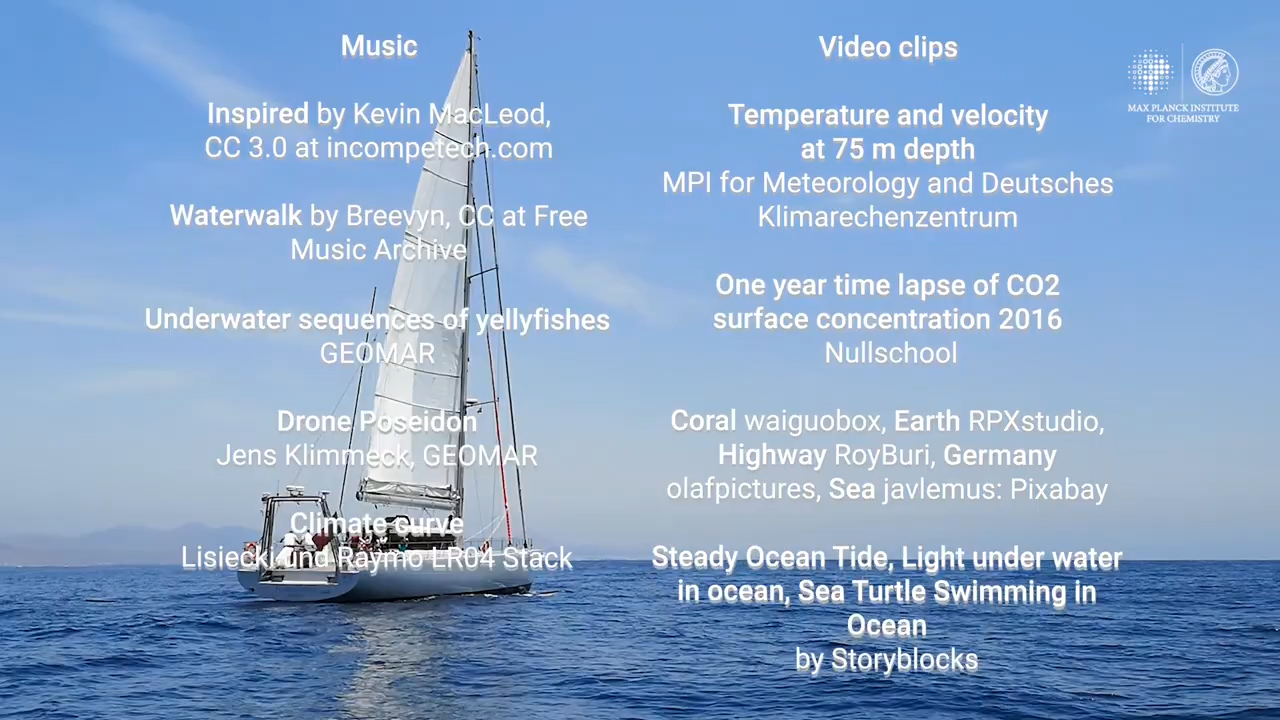 Music
Inspired by Kevin MacLeod,
CC 3.0 at incompetech.com
Waterwalk by Breevyn, CC at Free
Music Archive
Underwater sequences of yellyfishes
GEOMAR
Drone Poseidon
Jens Klimmeck, GEOMAR
Climate curve
Lisiecki und Raymo LR04 Stack
Video clips
Temperature and velocity
at 75 m depth
MPI for Meteorology and Deutsches
Klimarechenzentrum
One year time lapse of CO2
surface concentration 2016
Nullschool
Coral waiguobox, Earth RPXstudio,
Highway RoyBuri, Germany
olafpictures, Sea javlemus: Pixabay
Steady Ocean Tide, Light under water
in ocean, Sea Turtle Swimming in
Ocean
by Storyblocks
MAX PLANCK INSTITUTE
FOR CHEMISTRY